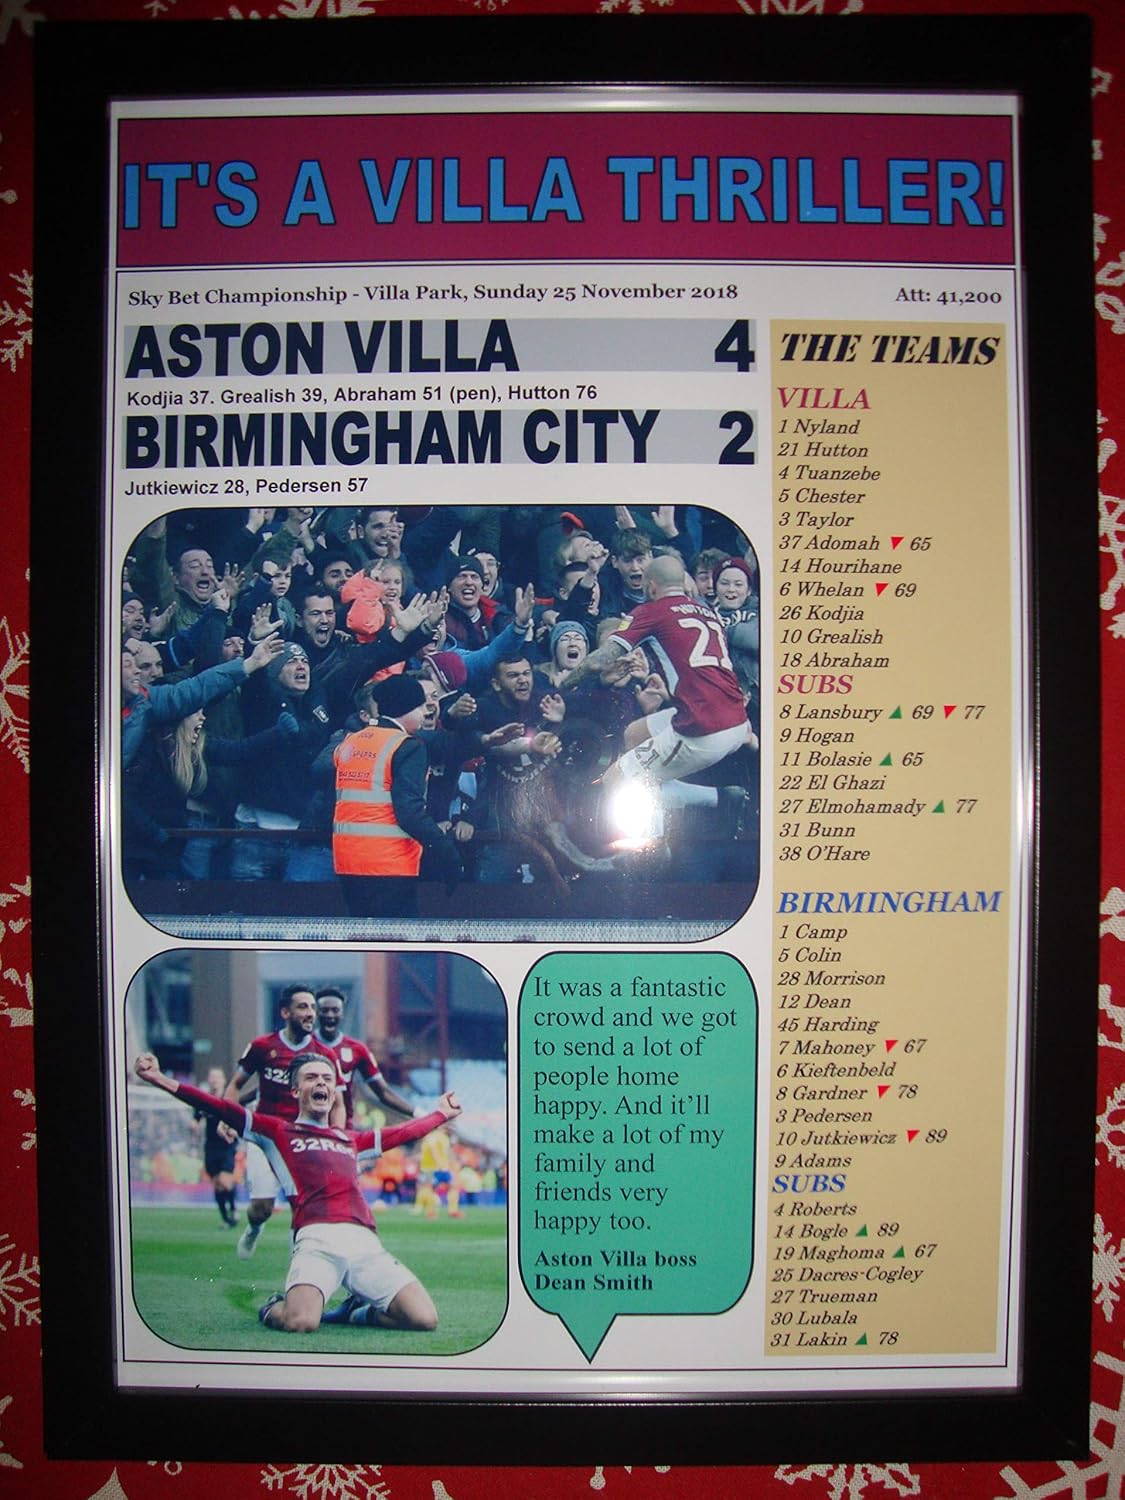 IT'S A VILLA THRILLER!
Sky Bet Championship - Villa Park, Sunday 25 November 2018
Att: 41,200
ASTON VILLA 4
Kodjia 37. Grealish 39, Abraham 51 (pen), Hutton 76
BIRMINGHAM CITY 2
Jutkiewicz 28, Pedersen 57
HUTTON
21
32Red
It was a fantastic
crowd and we got
to send a lot of
people home
happy. And it'll
make a lot of my
family and
friends very
happy too.
Aston Villa boss
Dean Smith
THE TEAMS
VILLA
1 Nyland
21 Hutton
4 Tuanzebe
5 Chester
3 Taylor
37 Adomah ▼ 65
14 Hourihane
6 Whelan ▼ 69
26 Kodjia
10 Grealish
18 Abraham
SUBS
8 Lansbury ▲ 69 ▼ 77
9 Hogan
11 Bolasie ▲ 65
22 El Ghazi
27 Elmohamady ▲ 77
31 Bunn
38 O'Hare
BIRMINGHAM
1 Camp
5 Colin
28 Morrison
12 Dean
45 Harding
7 Mahoney ▼ 67
6 Kieftenbeld
8 Gardner ▼ 78
3 Pedersen
10 Jutkiewicz ▼ 89
9 Adams
SUBS
4 Roberts
14 Bogle ▲ 89
19 Maghoma ▲ 67
25 Dacres-Cogley
27 Trueman
30 Lubala
31 Lakin ▲ 78